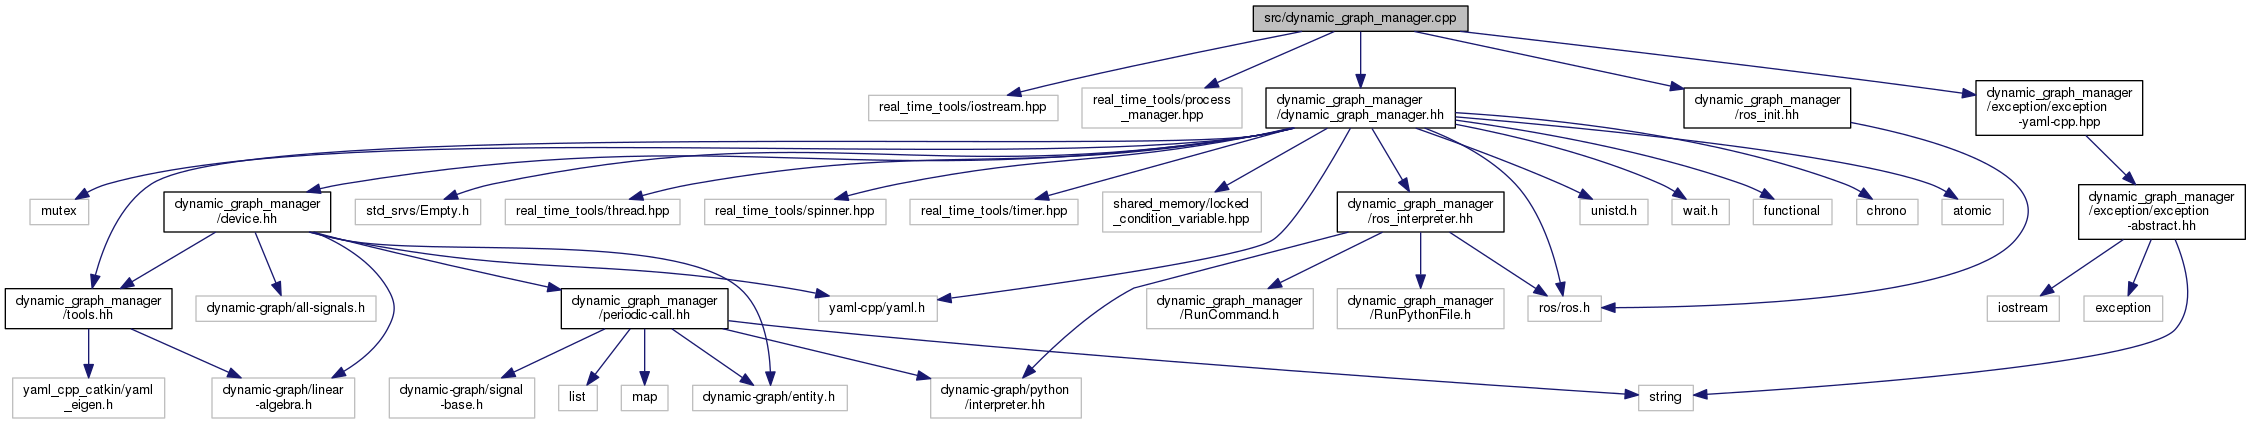 src/dynamic_graph_manager.cpp
real_time_tools/iostream.hpp
real_time_tools/process
_manager.hpp
dynamic_graph_manager
/dynamic_graph_manager.hh
dynamic_graph_manager
/ros_init.hh
dynamic_graph_manager
/exception/exception
-yaml-cpp.hpp
mutex
dynamic_graph_manager
/device.hh
std_srvs/Empty.h
real_time_tools/thread.hpp
real_time_tools/spinner.hpp
real_time_tools/timer.hpp
shared_memory/locked
_condition_variable.hpp
dynamic_graph_manager
/ros_interpreter.hh
unistd.h
wait.h
functional
chrono
atomic
dynamic_graph_manager
/exception/exception
-abstract.hh
dynamic_graph_manager
/tools.hh
dynamic-graph/all-signals.h
dynamic_graph_manager
/periodic-call.hh
yaml-cpp/yaml.h
dynamic_graph_manager
/RunCommand.h
dynamic_graph_manager
/RunPythonFile.h
ros/ros.h
iostream
exception
yaml_cpp_catkin/yaml
_eigen.h
dynamic-graph/linear
-algebra.h
dynamic-graph/signal
-base.h
list
map
dynamic-graph/entity.h
dynamic-graph/python
/interpreter.hh
string